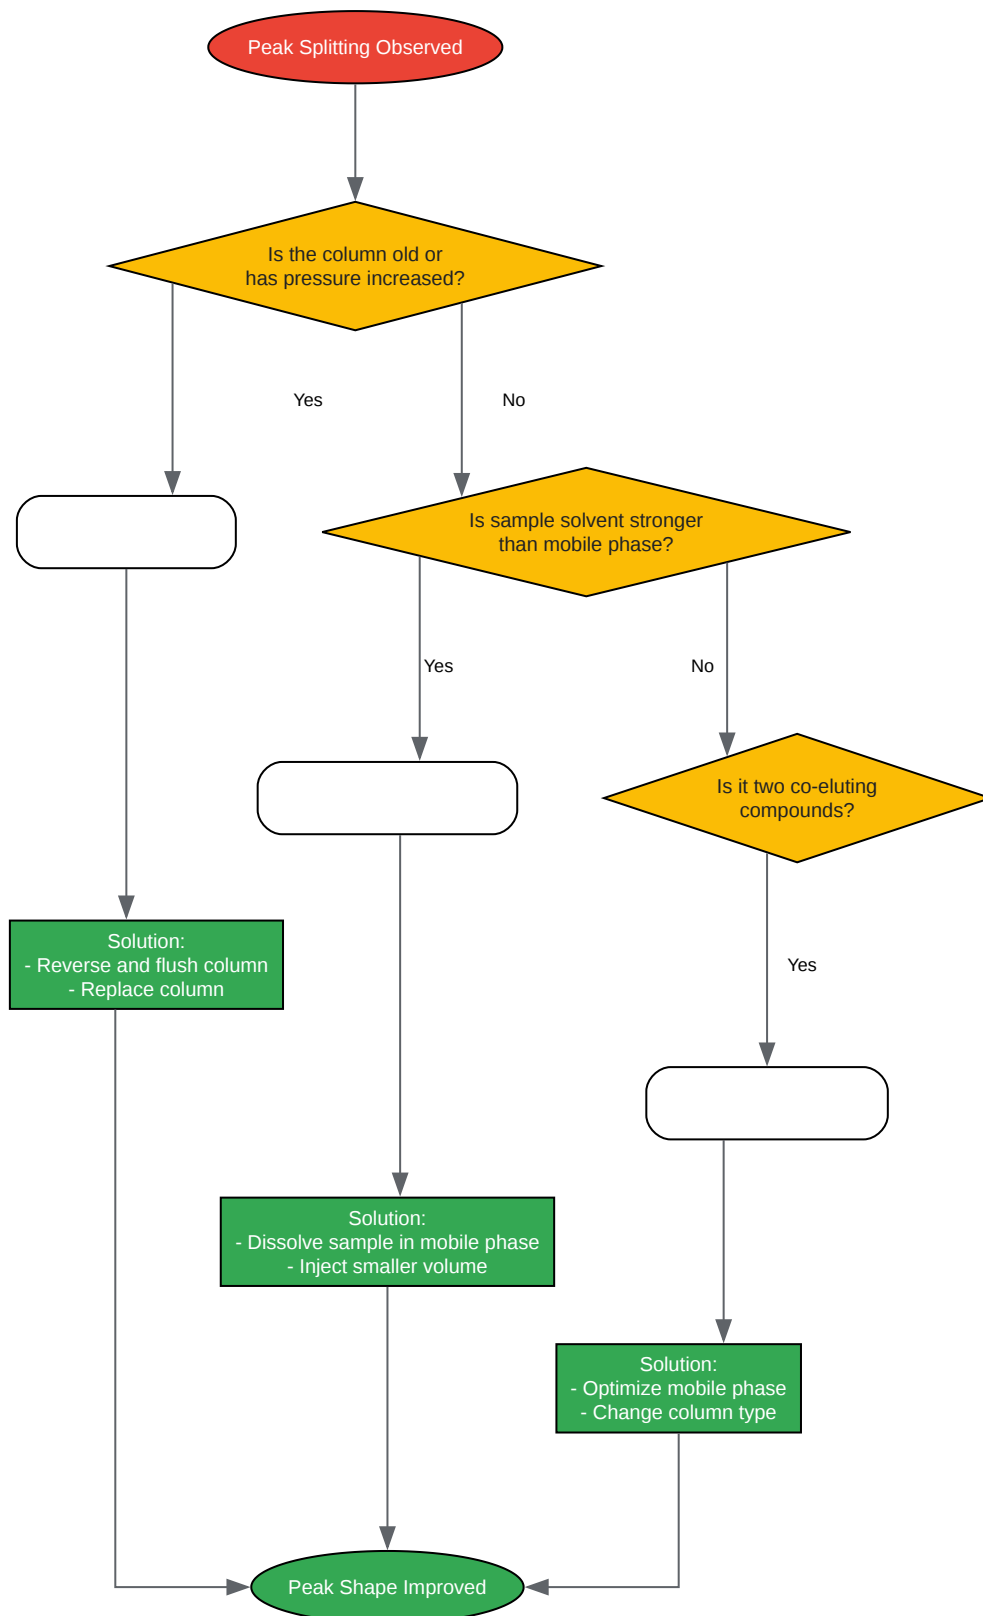 Peak Splitting Observed
Is the column old or
has pressure increased?
Yes
No
Is sample solvent stronger
than mobile phase?
Yes
No
Is it two co-eluting
compounds?
Solution:
- Reverse and flush column
- Replace column
Yes
Solution:
- Dissolve sample in mobile phase
- Inject smaller volume
Solution:
- Optimize mobile phase
- Change column type
Peak Shape Improved